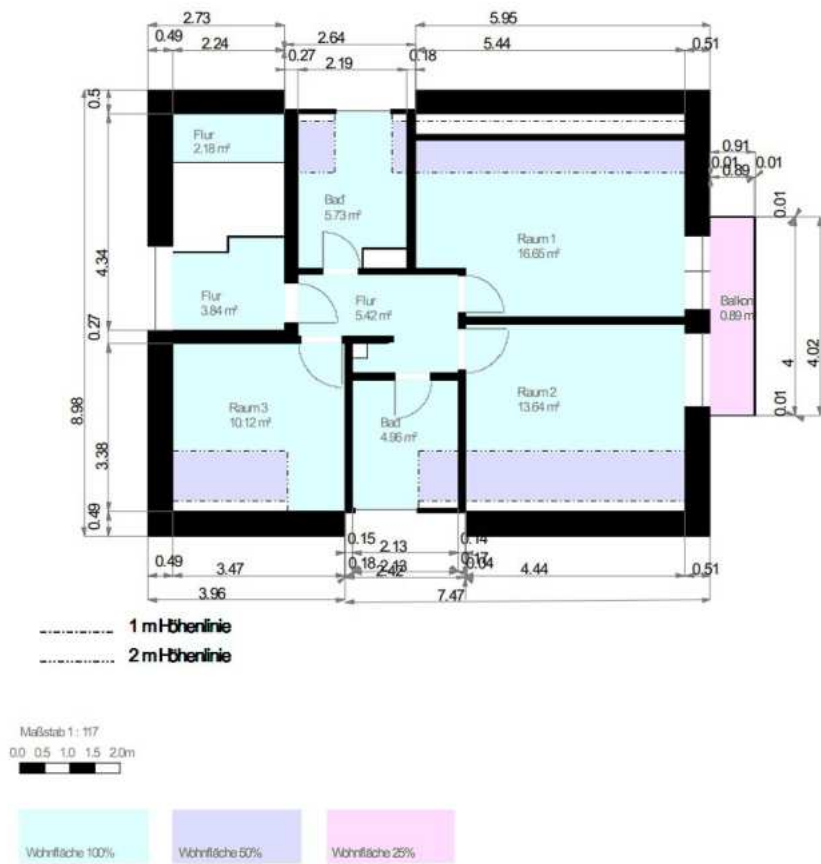 2.73
5.95
0.49
2.24
2.64
5.44
0.51
0.27
2.19
0.18
0.5
Flur
2.18 m²
0.91
0.01
0.01
0.89
Bad
5.73 m²
0.01
Raum 1
16.65 m²
4.34
Flur
3.84 m²
Flur
5.42 m²
Balkon
0.89 m²
0.27
8.98
4
4.02
Raum 3
10.12 m²
Raum 2
13.64 m²
Bad
4.96 m²
3.38
0.01
0.49
0.15
2.13
0.14
0.17
0.49
3.47
0.18
2.13
0.04
4.44
0.51
2.42
3.96
7.47
1 m Höhenlinie
2 m Höhenlinie
Maßstab 1 : 117
0.0 0.5 1.0 1.5 2.0m
Wohnfläche 100%
Wohnfläche 50%
Wohnfläche 25%